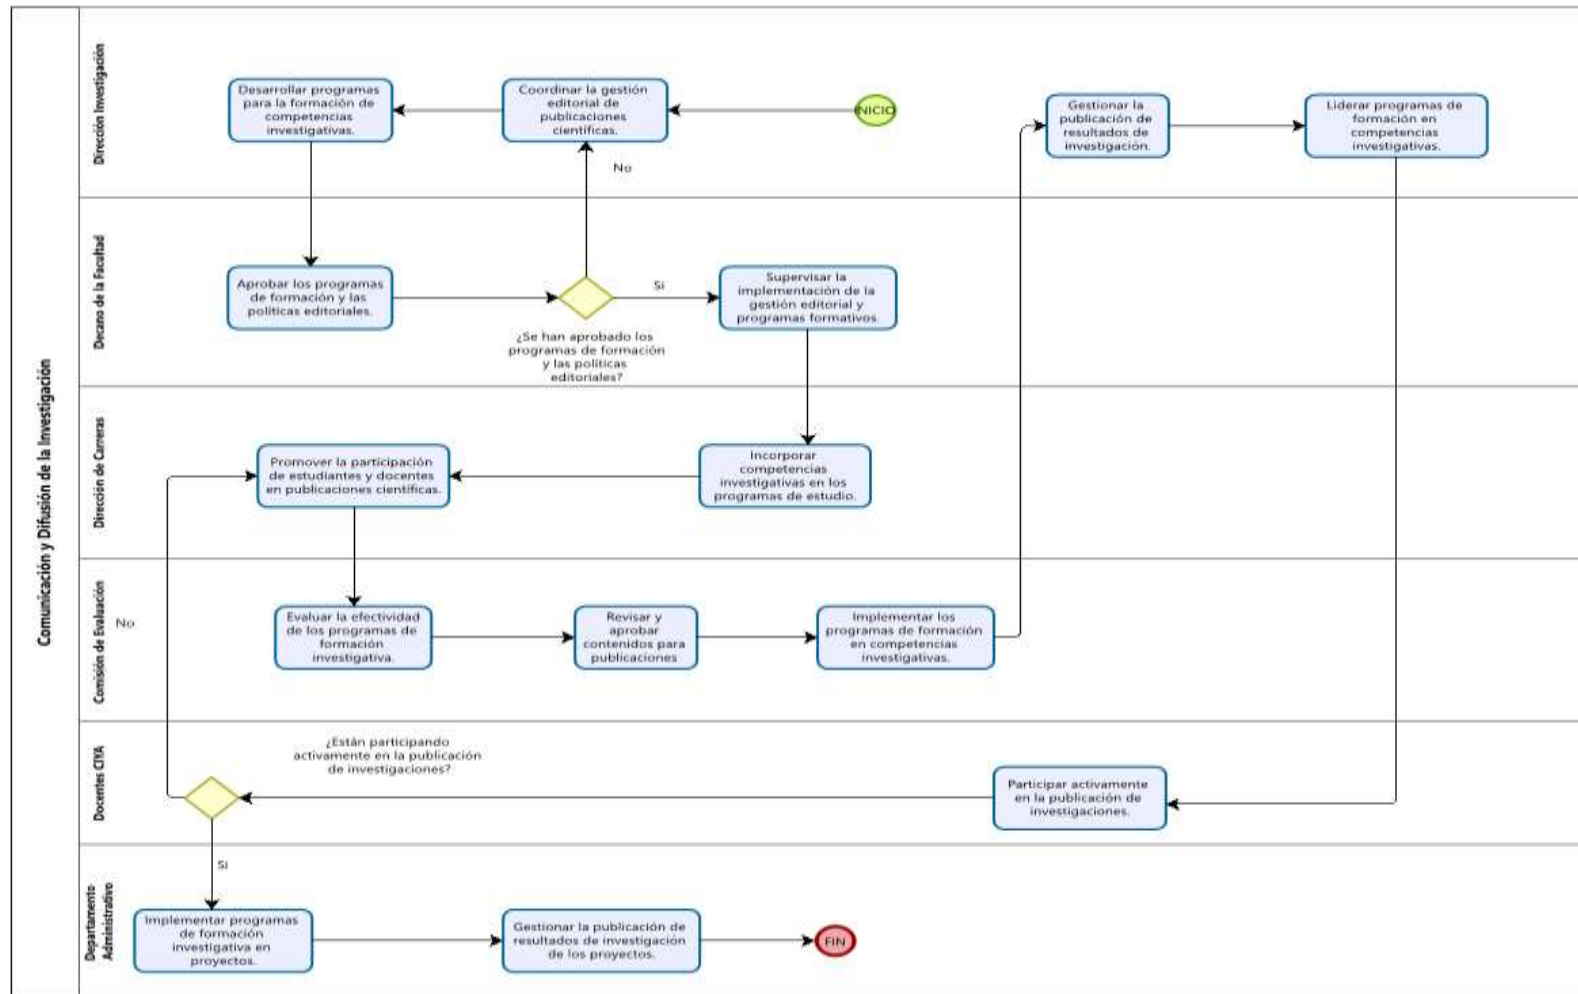 Comunicación y Difusión de la Investigación
Dirección Investigación
Desarrollar programas
para la formación de
competencias
investigativas.
Coordinar la gestión
editorial de
publicaciones
científicas.
INICIO
Gestionar la
publicación de
resultados de
investigación.
Liderar programas de
formación en
competencias
investigativas.
No
Decano de la Facultad
Aprobar los programas
de formación y las
políticas editoriales.
Si
Supervisar la
implementación de la
gestión editorial y
programas formativos.
¿Se han aprobado los
programas de formación
y las políticas
editoriales?
Dirección de Carreras
Promover la participación
de estudiantes y docentes
en publicaciones científicas.
Incorporar
competencias
investigativas en los
programas de estudio.
Comisión de Evaluación
No
Evaluar la efectividad
de los programas de
formación
investigativa.
Revisar y
aprobar
contenidos para
publicaciones
Implementar los
programas de formación
en competencias
investigativas.
Docentes CIYA
¿Están participando
activamente en la publicación
de investigaciones?
Participar activamente
en la publicación de
investigaciones.
Departamento
Administrativo
Si
Implementar programas
de formación
investigativa en
proyectos.
Gestionar la publicación de
resultados de investigación
de los proyectos.
FIN